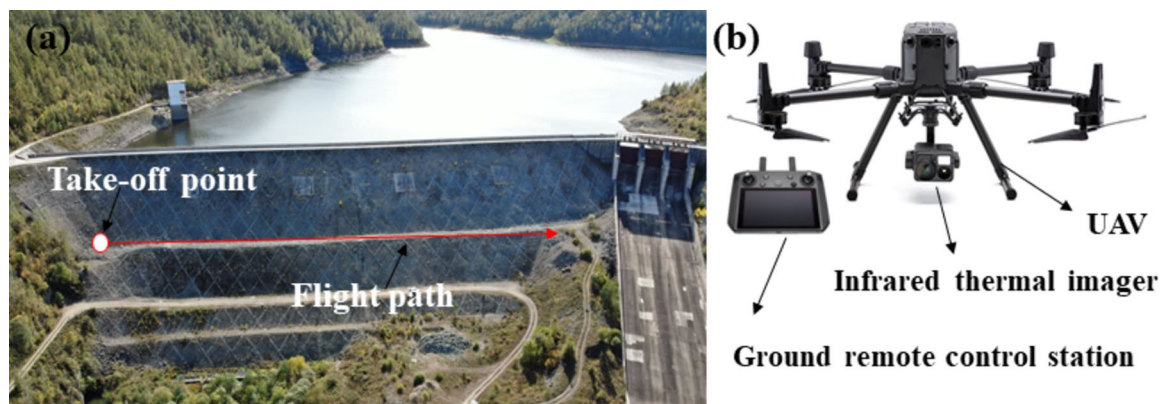 (a)
Take-off point
Flight path
(b)
UAV
Infrared thermal imager
Ground remote control station